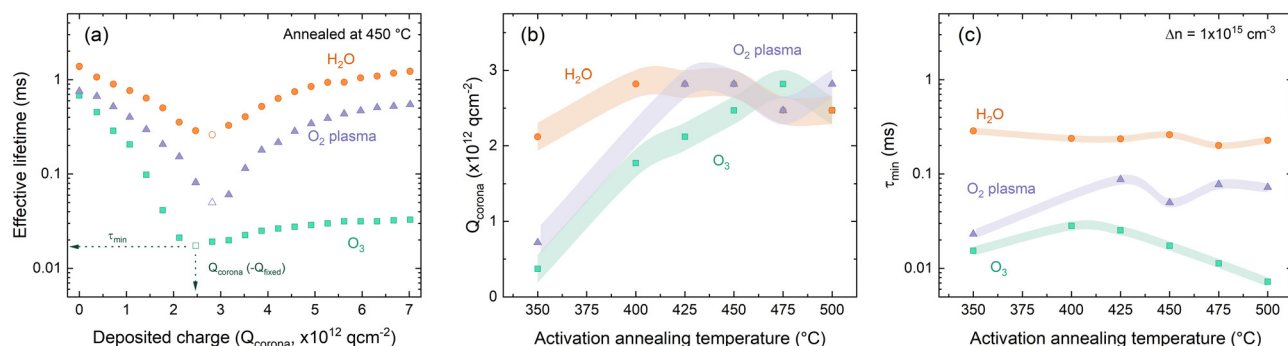 (a)
Annealed at 450 °C
H₂O
O₂ plasma
O₃
τmin
Qcorona (-Qfixed)
Effective lifetime (ms)
1
0.1
0.01
0 1 2 3 4 5 6 7
Deposited charge (Qcorona, x10¹² qcm⁻²)
(b)
O₂ plasma
H₂O
O₃
Qcorona (x10¹² qcm⁻²)
3
2
1
0
350 375 400 425 450 475 500
Activation annealing temperature (°C)
(c)
Δn = 1x10¹⁵ cm⁻³
H₂O
O₂ plasma
O₃
τmin (ms)
1
0.1
0.01
350 375 400 425 450 475 500
Activation annealing temperature (°C)